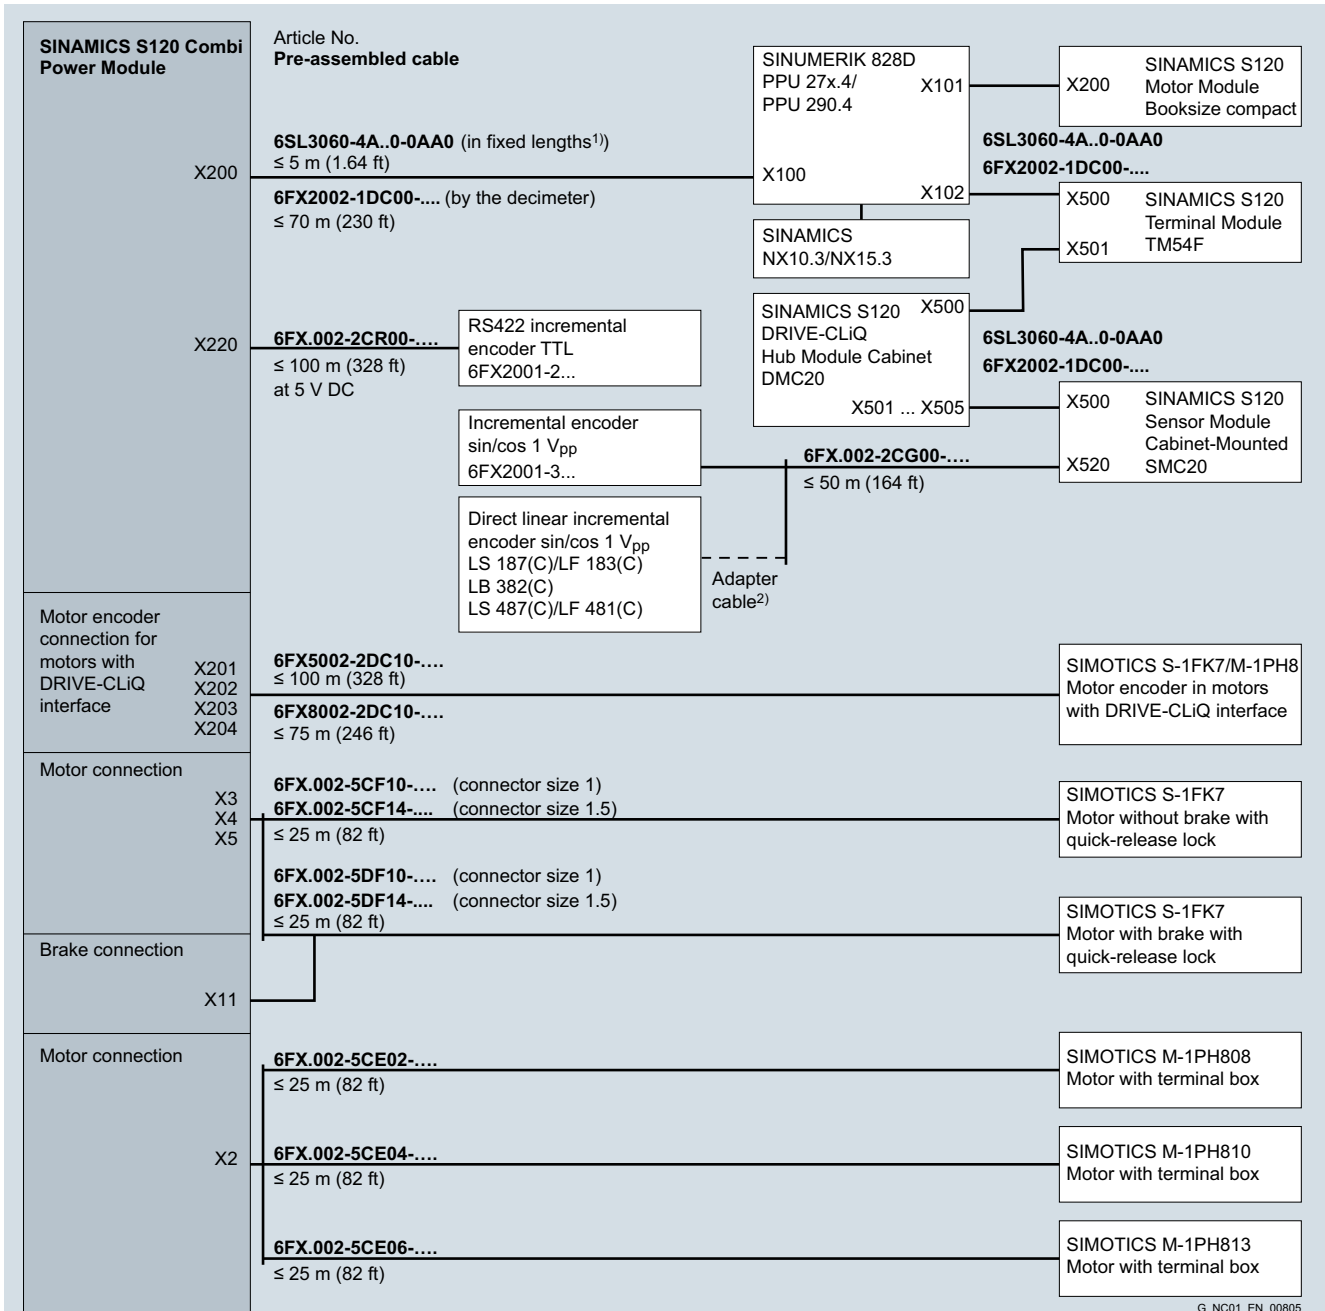 SINAMICS S120 Combi
Power Module
Article No.
Pre-assembled cable
X200
6SL3060-4A..0-0AA0 (in fixed lengths1))
≤ 5 m (1.64 ft)
6FX2002-1DC00-.... (by the decimeter)
≤ 70 m (230 ft)
SINUMERIK 828D
PPU 27x.4/
PPU 290.4
X101
X100
X102
SINAMICS
NX10.3/NX15.3
X200
SINAMICS S120
Motor Module
Booksize compact
6SL3060-4A..0-0AA0
6FX2002-1DC00-....
X500
X501
SINAMICS S120
Terminal Module
TM54F
X220
6FX.002-2CR00-....
≤ 100 m (328 ft)
at 5 V DC
RS422 incremental
encoder TTL
6FX2001-2...
SINAMICS S120
DRIVE-CLiQ
Hub Module Cabinet
DMC20
X500
X501 ... X505
6SL3060-4A..0-0AA0
6FX2002-1DC00-....
X500
X520
SINAMICS S120
Sensor Module
Cabinet-Mounted
SMC20
Incremental encoder
sin/cos 1 Vpp
6FX2001-3...
6FX.002-2CG00-....
≤ 50 m (164 ft)
Direct linear incremental
encoder sin/cos 1 Vpp
LS 187(C)/LF 183(C)
LB 382(C)
LS 487(C)/LF 481(C)
Adapter
cable2)
Motor encoder
connection for
motors with
DRIVE-CLiQ
interface
X201
X202
X203
X204
6FX5002-2DC10-....
≤ 100 m (328 ft)
6FX8002-2DC10-....
≤ 75 m (246 ft)
SIMOTICS S-1FK7/M-1PH8
Motor encoder in motors
with DRIVE-CLiQ interface
Motor connection
X3
X4
X5
6FX.002-5CF10-.... (connector size 1)
6FX.002-5CF14-.... (connector size 1.5)
≤ 25 m (82 ft)
SIMOTICS S-1FK7
Motor without brake with
quick-release lock
6FX.002-5DF10-.... (connector size 1)
6FX.002-5DF14-.... (connector size 1.5)
≤ 25 m (82 ft)
SIMOTICS S-1FK7
Motor with brake with
quick-release lock
Brake connection
X11
Motor connection
X2
6FX.002-5CE02-....
≤ 25 m (82 ft)
SIMOTICS M-1PH808
Motor with terminal box
6FX.002-5CE04-....
≤ 25 m (82 ft)
SIMOTICS M-1PH810
Motor with terminal box
6FX.002-5CE06-....
≤ 25 m (82 ft)
SIMOTICS M-1PH813
Motor with terminal box
G_NC01_EN_00805